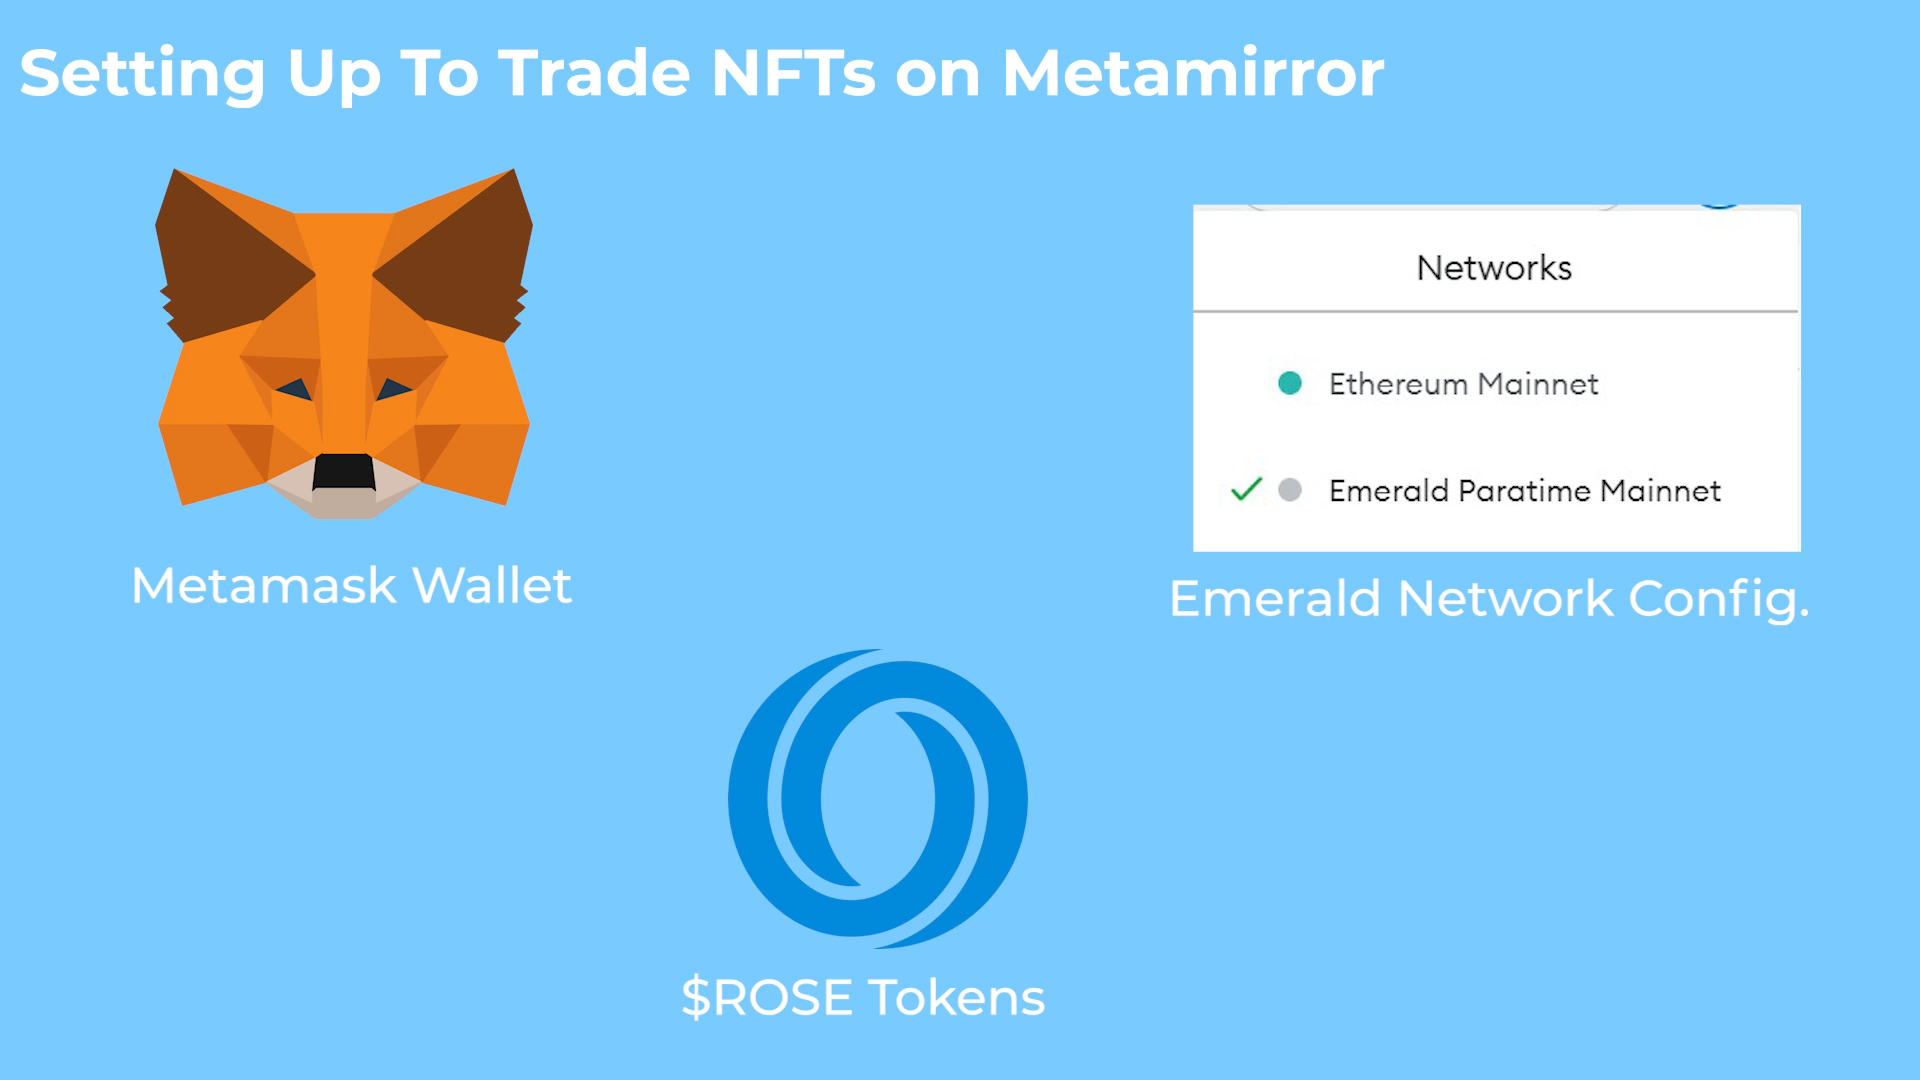 Setting Up To Trade NFTs on Metamirror
Networks
Ethereum Mainnet
Emerald Paratime Mainnet
Metamask Wallet
Emerald Network Config.
$ROSE Tokens